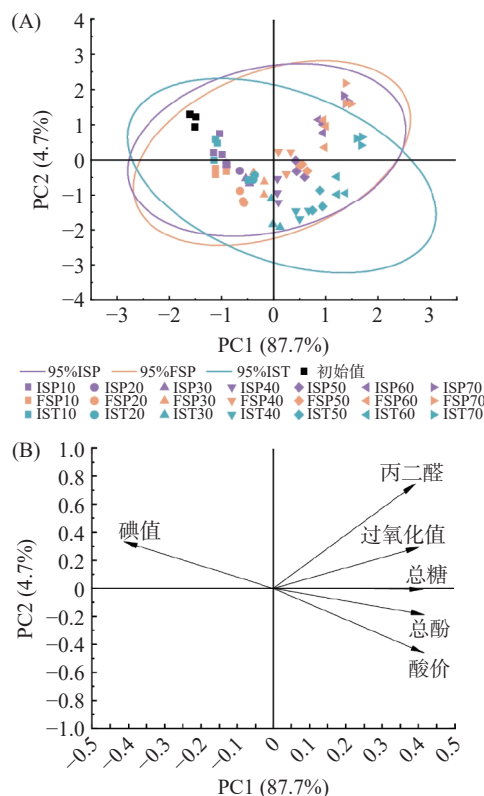 (A)
4
3
2
1
0
−1
−2
−3
−4
PC2 (4.7%)
−3 −2 −1 0 1 2 3
PC1 (87.7%)
95%ISP 95%FSP 95%IST 初始值
ISP10 ISP20 ISP30 ISP40 ISP50 ISP60 ISP70
FSP10 FSP20 FSP30 FSP40 FSP50 FSP60 FSP70
IST10 IST20 IST30 IST40 IST50 IST60 IST70
(B)
1.0
0.8
0.6
0.4
0.2
0
−0.2
−0.4
−0.6
−0.8
−1.0
PC2 (4.7%)
丙二醛
碘值
过氧化值
总糖
总酚
酸价
−0.5 −0.4 −0.3 −0.2 −0.1 0 0.1 0.2 0.3 0.4 0.5
PC1 (87.7%)